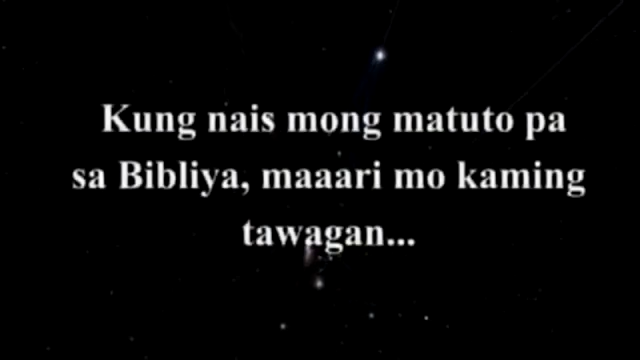 Kung nais mong matuto pa
sa Bibliya, maaari mo kaming
tawagan...